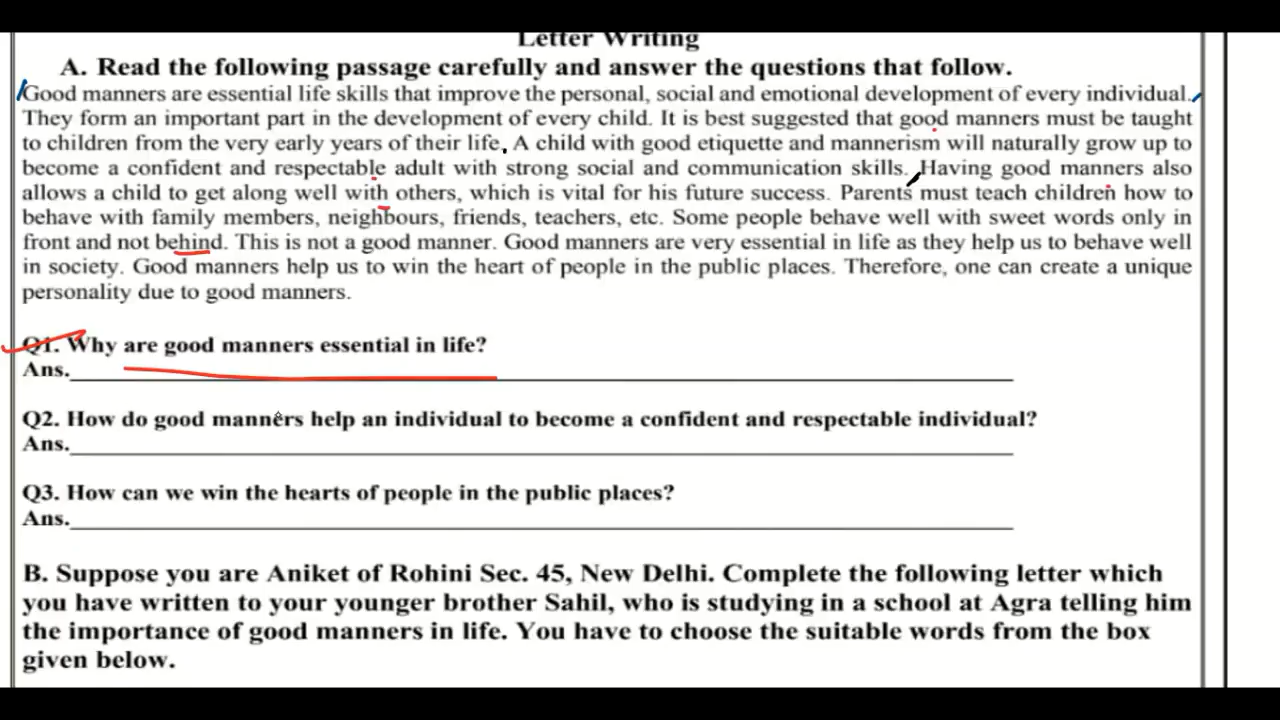 Letter Writing
A. Read the following passage carefully and answer the questions that follow.
Good manners are essential life skills that improve the personal, social and emotional development of every individual.
They form an important part in the development of every child. It is best suggested that good manners must be taught
to children from the very early years of their life. A child with good etiquette and mannerism will naturally grow up to
become a confident and respectable adult with strong social and communication skills. Having good manners also
allows a child to get along well with others, which is vital for his future success. Parents must teach children how to
behave with family members, neighbours, friends, teachers, etc. Some people behave well with sweet words only in
front and not behind. This is not a good manner. Good manners are very essential in life as they help us to behave well
in society. Good manners help us to win the heart of people in the public places. Therefore, one can create a unique
personality due to good manners.
Q1. Why are good manners essential in life?
Ans.
Q2. How do good manners help an individual to become a confident and respectable individual?
Ans.
Q3. How can we win the hearts of people in the public places?
Ans.
B. Suppose you are Aniket of Rohini Sec. 45, New Delhi. Complete the following letter which
you have written to your younger brother Sahil, who is studying in a school at Agra telling him
the importance of good manners in life. You have to choose the suitable words from the box
given below.